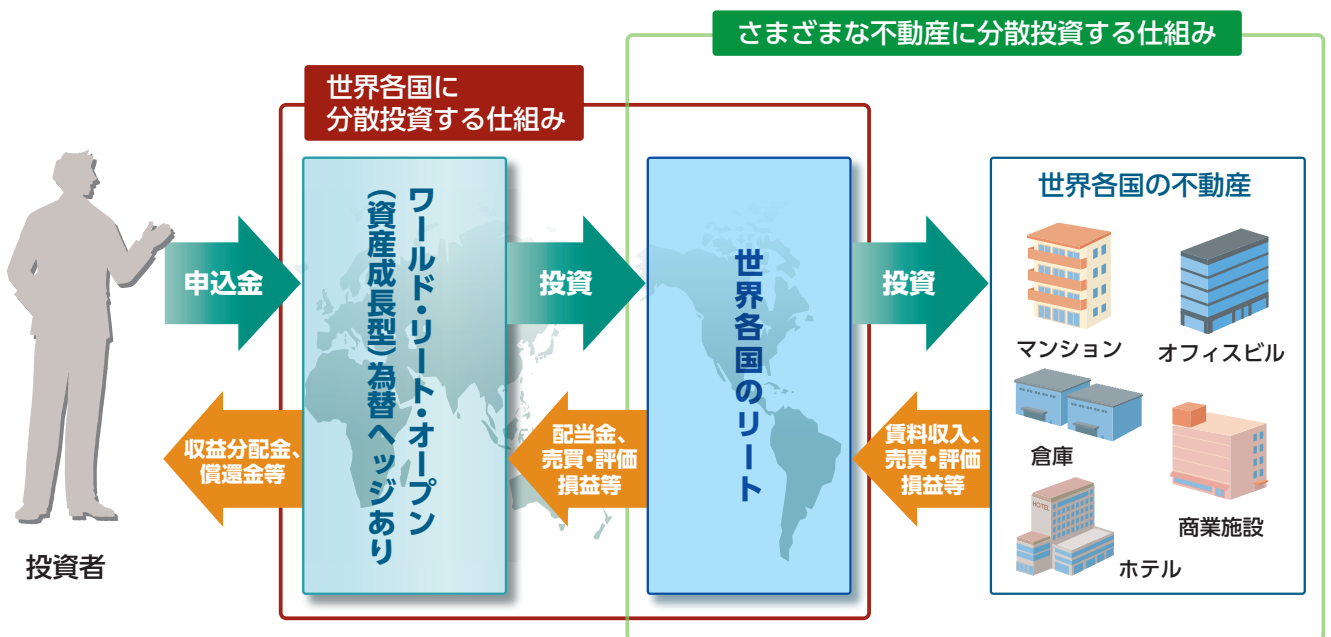 さまざまな不動産に分散投資する仕組み
世界各国に
分散投資する仕組み
投資者
申込金
収益分配金、
償還金等
ワールド・リート・オープン
（資産成長型）為替ヘッジあり
投資
配当金、
売買・評価
損益等
世界各国のリート
投資
賃料収入、
売買・評価
損益等
世界各国の不動産
マンション
オフィスビル
倉庫
商業施設
HOTEL
ホテル